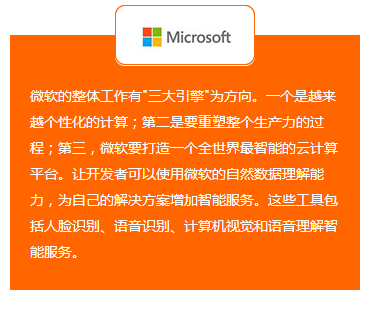 Microsoft
微软的整体工作有"三大引擎"为方向。一个是越来
越个性化的计算；第二是要重塑整个生产力的过
程；第三，微软要打造一个全世界最智能的云计算
平台。让开发者可以使用微软的自然数据理解能
力，为自己的解决方案增加智能服务。这些工具包
括人脸识别、语音识别、计算机视觉和语音理解智
能服务。